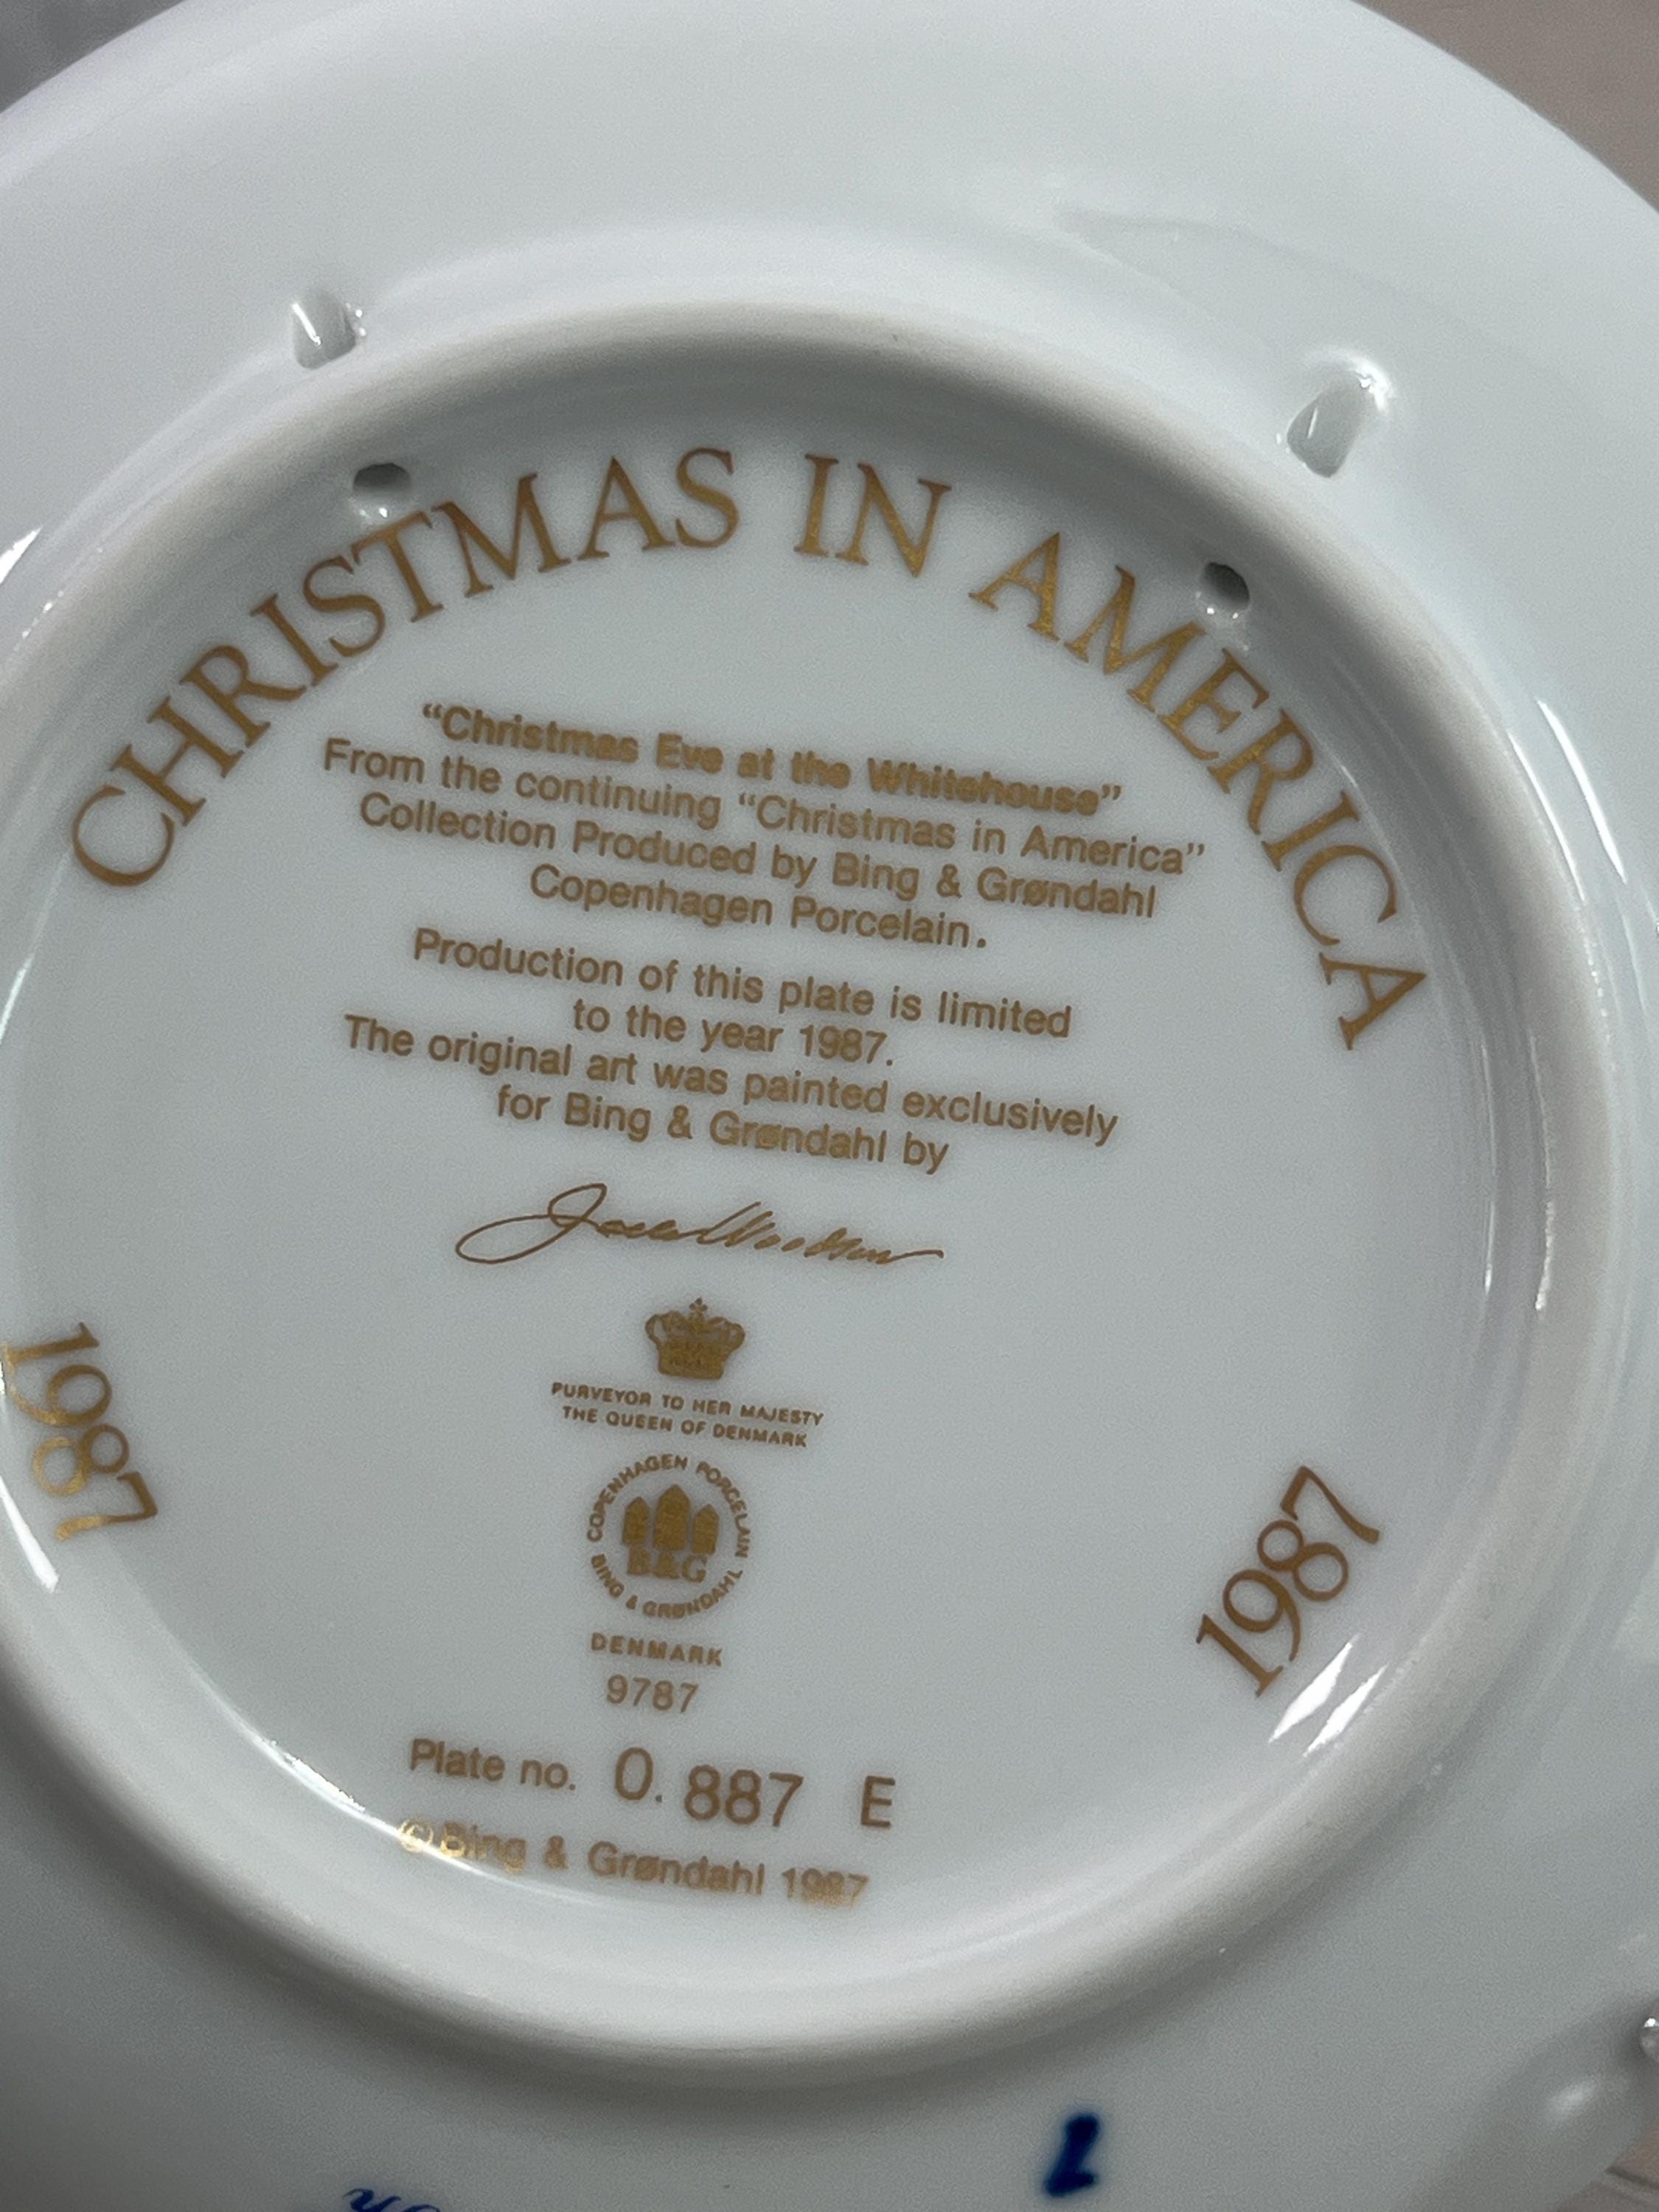 CHRISTMAS IN AMERICA
“Christmas Eve at the Whitehouse”
From the continuing “Christmas in America”
Collection Produced by Bing & Grøndahl
Copenhagen Porcelain.
Production of this plate is limited
to the year 1987.
The original art was painted exclusively
for Bing & Grøndahl by
1987
1987
PURVEYOR TO HER MAJESTY
THE QUEEN OF DENMARK
COPENHAGEN PORCELAIN
B&G
BING & GRØNDAHL
DENMARK
9787
Plate no. 0.887 E
© Bing & Grøndahl 1987